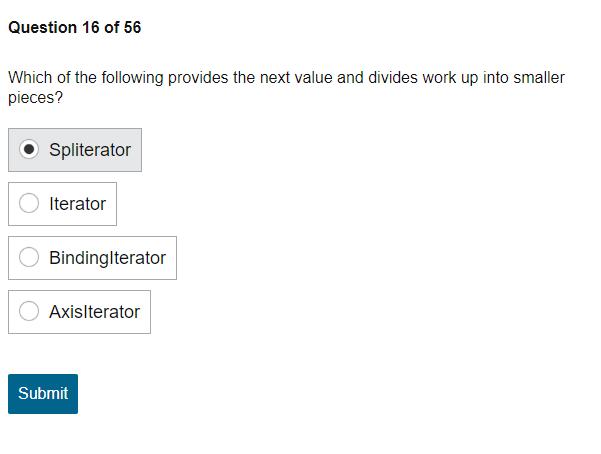 Question 16 of 56
Which of the following provides the next value and divides work up into smaller
pieces?
Spliterator
Iterator
BindingIterator
AxisIterator
Submit